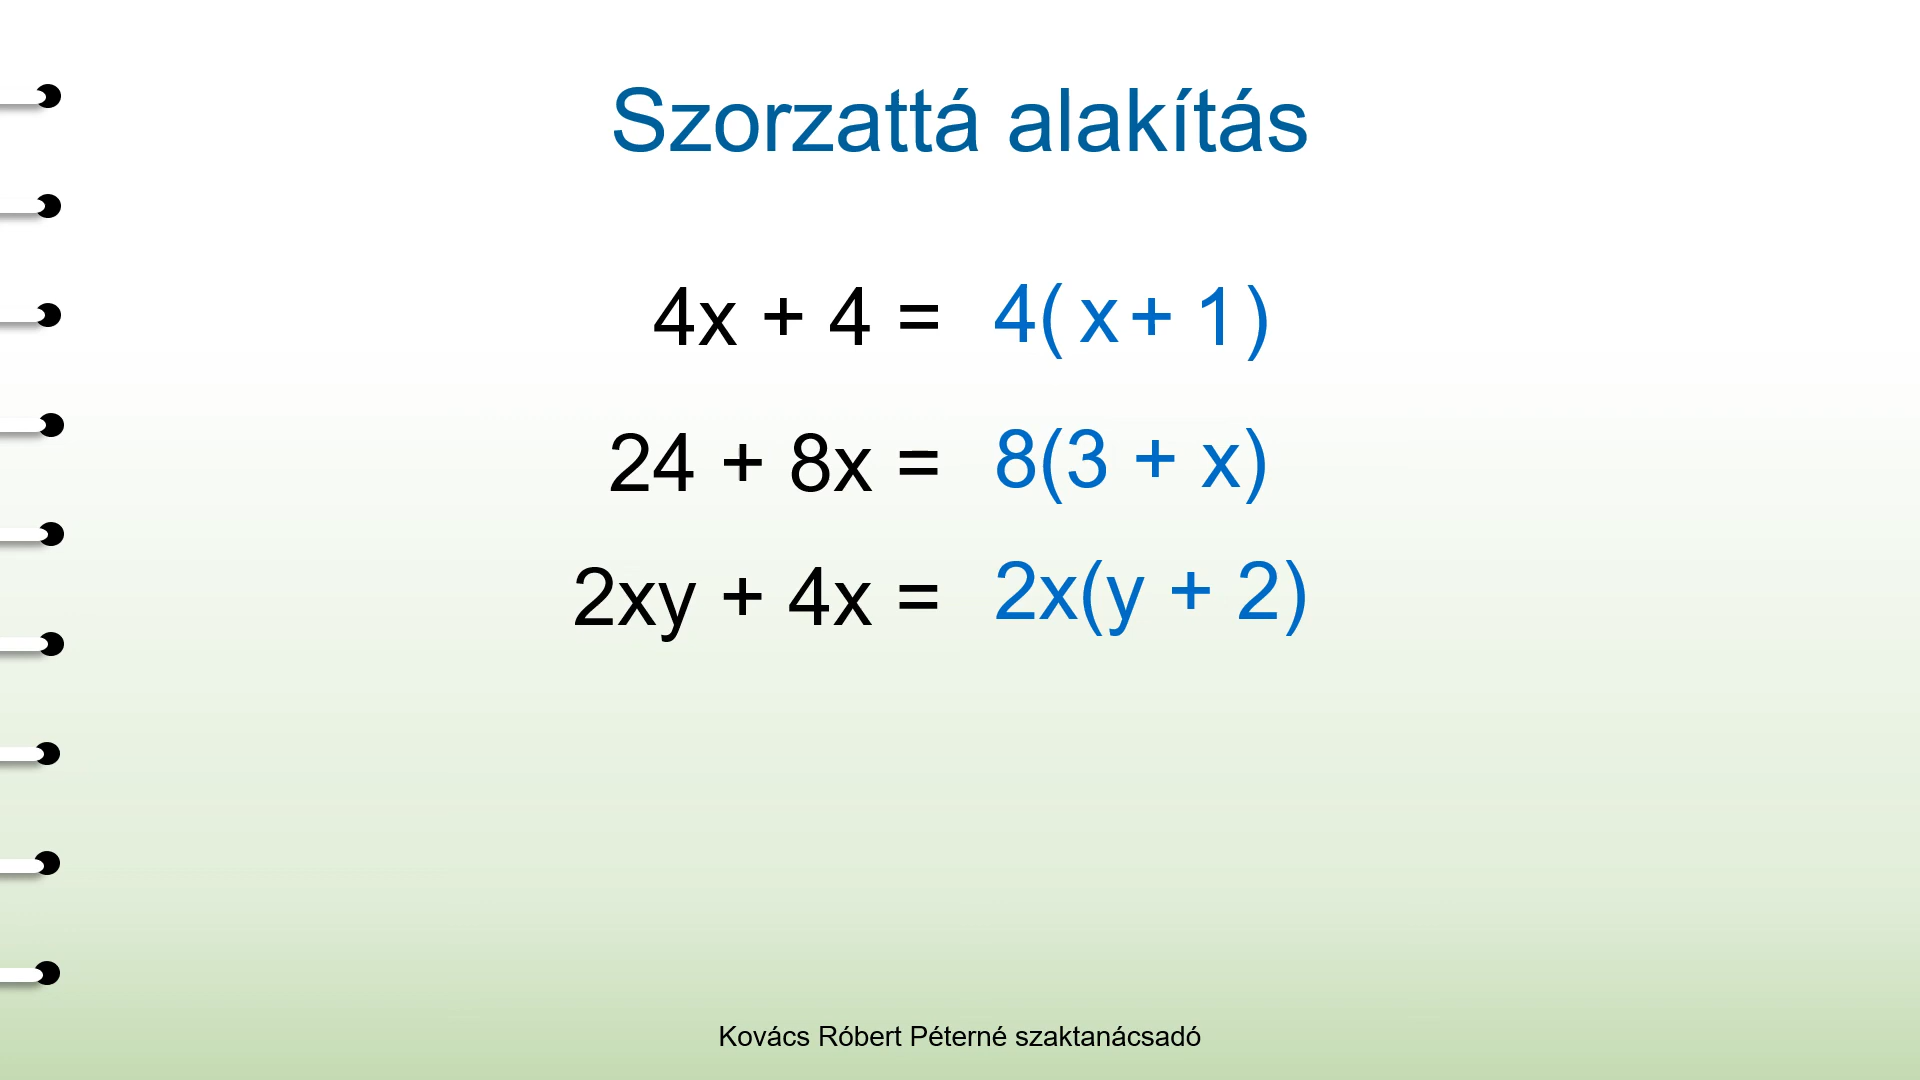 Szorzattá alakítás
4x + 4 = 4( x + 1 )
24 + 8x = 8(3 + x)
2xy + 4x = 2x(y + 2)
Kovács Róbert Péterné szaktanácsadó